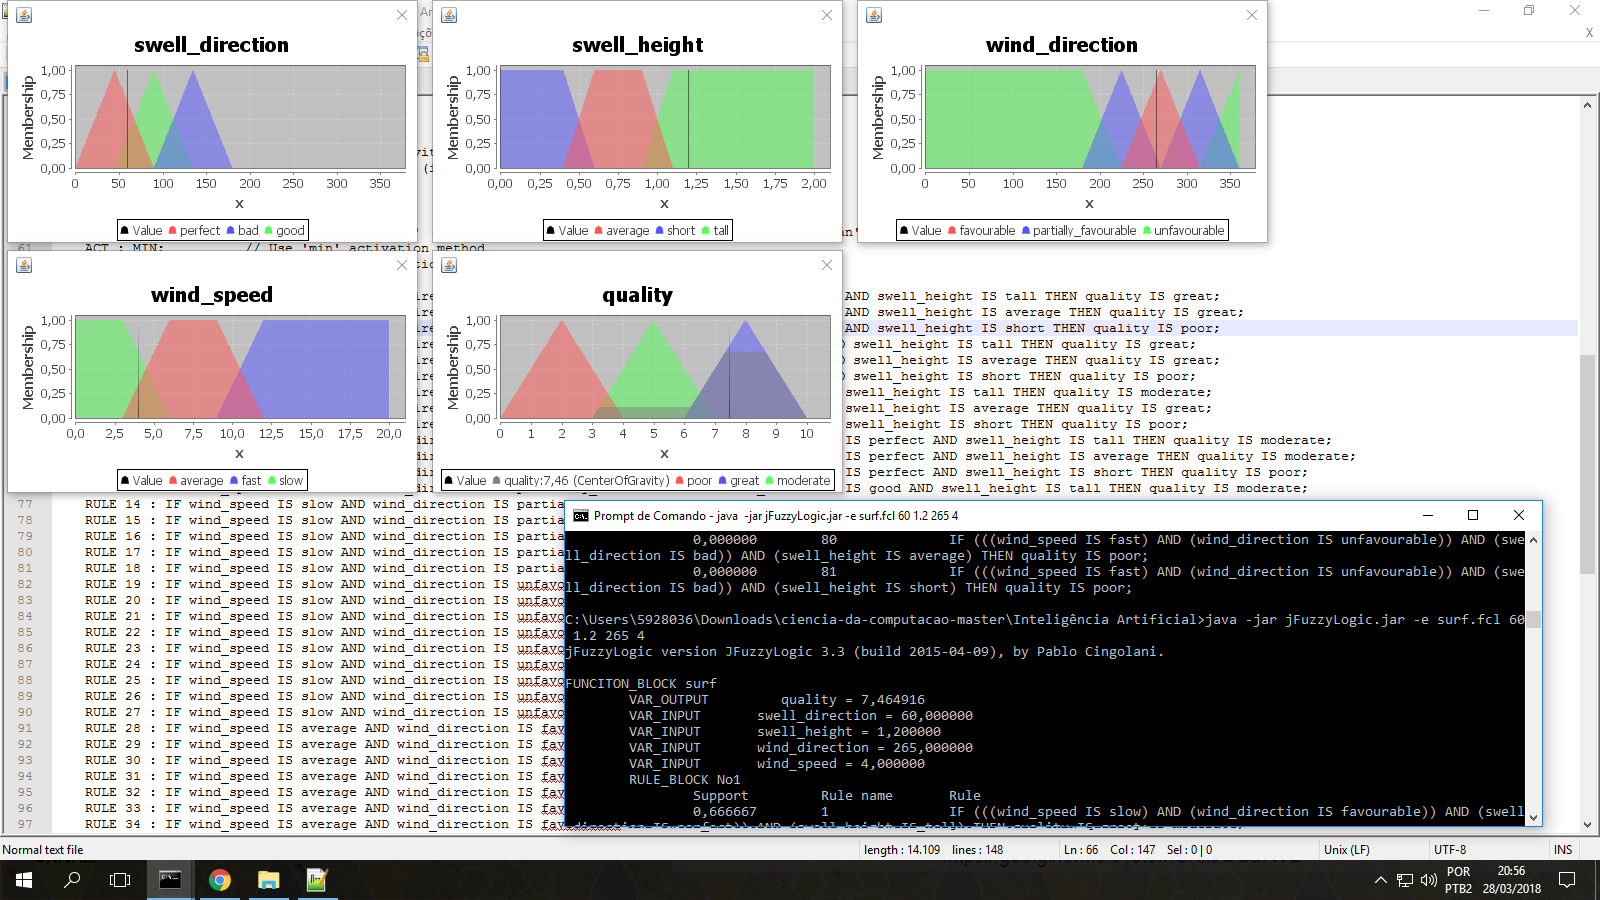 swell_direction
Membership
1,00
0,75
0,50
0,25
0,00
0 50 100 150 200 250 300 350
x
Value perfect bad good
swell_height
Membership
1,00
0,75
0,50
0,25
0,00
0,00 0,25 0,50 0,75 1,00 1,25 1,50 1,75 2,00
x
Value average short tall
wind_direction
Membership
1,00
0,75
0,50
0,25
0,00
0 50 100 150 200 250 300 350
x
Value favourable partially_favourable unfavourable
X
61 ACT : MIN; // Use 'min' activation method
wind_speed
Membership
1,00
0,75
0,50
0,25
0,00
0,0 2,5 5,0 7,5 10,0 12,5 15,0 17,5 20,0
x
Value average fast slow
quality
Membership
1,00
0,75
0,50
0,25
0,00
0 1 2 3 4 5 6 7 8 9 10
x
Value quality:7,46 (CenterOfGravity) poor great moderate
AND swell_height IS tall THEN quality IS great;
AND swell_height IS average THEN quality IS great;
AND swell_height IS short THEN quality IS poor;
swell_height IS tall THEN quality IS great;
swell_height IS average THEN quality IS great;
swell_height IS short THEN quality IS poor;
swell_height IS tall THEN quality IS moderate;
swell_height IS average THEN quality IS great;
swell_height IS short THEN quality IS poor;
IS perfect AND swell_height IS tall THEN quality IS moderate;
IS perfect AND swell_height IS average THEN quality IS moderate;
IS perfect AND swell_height IS short THEN quality IS poor;
IS good AND swell_height IS tall THEN quality IS moderate;
77 RULE 14 : IF wind_speed IS slow AND wind_direction IS partia
78 RULE 15 : IF wind_speed IS slow AND wind_direction IS partia
79 RULE 16 : IF wind_speed IS slow AND wind_direction IS partia
80 RULE 17 : IF wind_speed IS slow AND wind_direction IS partia
81 RULE 18 : IF wind_speed IS slow AND wind_direction IS partia
82 RULE 19 : IF wind_speed IS slow AND wind_direction IS unfavo
83 RULE 20 : IF wind_speed IS slow AND wind_direction IS unfavo
84 RULE 21 : IF wind_speed IS slow AND wind_direction IS unfavo
85 RULE 22 : IF wind_speed IS slow AND wind_direction IS unfavo
86 RULE 23 : IF wind_speed IS slow AND wind_direction IS unfavo
87 RULE 24 : IF wind_speed IS slow AND wind_direction IS unfavo
88 RULE 25 : IF wind_speed IS slow AND wind_direction IS unfavo
89 RULE 26 : IF wind_speed IS slow AND wind_direction IS unfavo
90 RULE 27 : IF wind_speed IS slow AND wind_direction IS unfavo
91 RULE 28 : IF wind_speed IS average AND wind_direction IS fav
92 RULE 29 : IF wind_speed IS average AND wind_direction IS fav
93 RULE 30 : IF wind_speed IS average AND wind_direction IS fav
94 RULE 31 : IF wind_speed IS average AND wind_direction IS fav
95 RULE 32 : IF wind_speed IS average AND wind_direction IS fav
96 RULE 33 : IF wind_speed IS average AND wind_direction IS fav
97 RULE 34 : IF wind_speed IS average AND wind_direction IS fav
Prompt de Comando - java -jar jFuzzyLogic.jar -e surf.fcl 60 1.2 265 4
0,000000 80 IF (((wind_speed IS fast) AND (wind_direction IS unfavourable)) AND (swe
ll_direction IS bad)) AND (swell_height IS average) THEN quality IS poor;
0,000000 81 IF (((wind_speed IS fast) AND (wind_direction IS unfavourable)) AND (swe
ll_direction IS bad)) AND (swell_height IS short) THEN quality IS poor;
C:\Users\5928036\Downloads\ciencia-da-computacao-master\Inteligência Artificial>java -jar jFuzzyLogic.jar -e surf.fcl 60
1.2 265 4
jFuzzyLogic version JFuzzyLogic 3.3 (build 2015-04-09), by Pablo Cingolani.
FUNCITON_BLOCK surf
VAR_OUTPUT quality = 7,464916
VAR_INPUT swell_direction = 60,000000
VAR_INPUT swell_height = 1,200000
VAR_INPUT wind_direction = 265,000000
VAR_INPUT wind_speed = 4,000000
RULE_BLOCK No1
Support Rule name Rule
0,666667 1 IF (((wind_speed IS slow) AND (wind_direction IS favourable)) AND (swell
Normal text file length : 14.109 lines : 148 Ln : 66 Col : 147 Sel : 0 | 0 Unix (LF) UTF-8 INS
POR
PTB2
20:56
28/03/2018